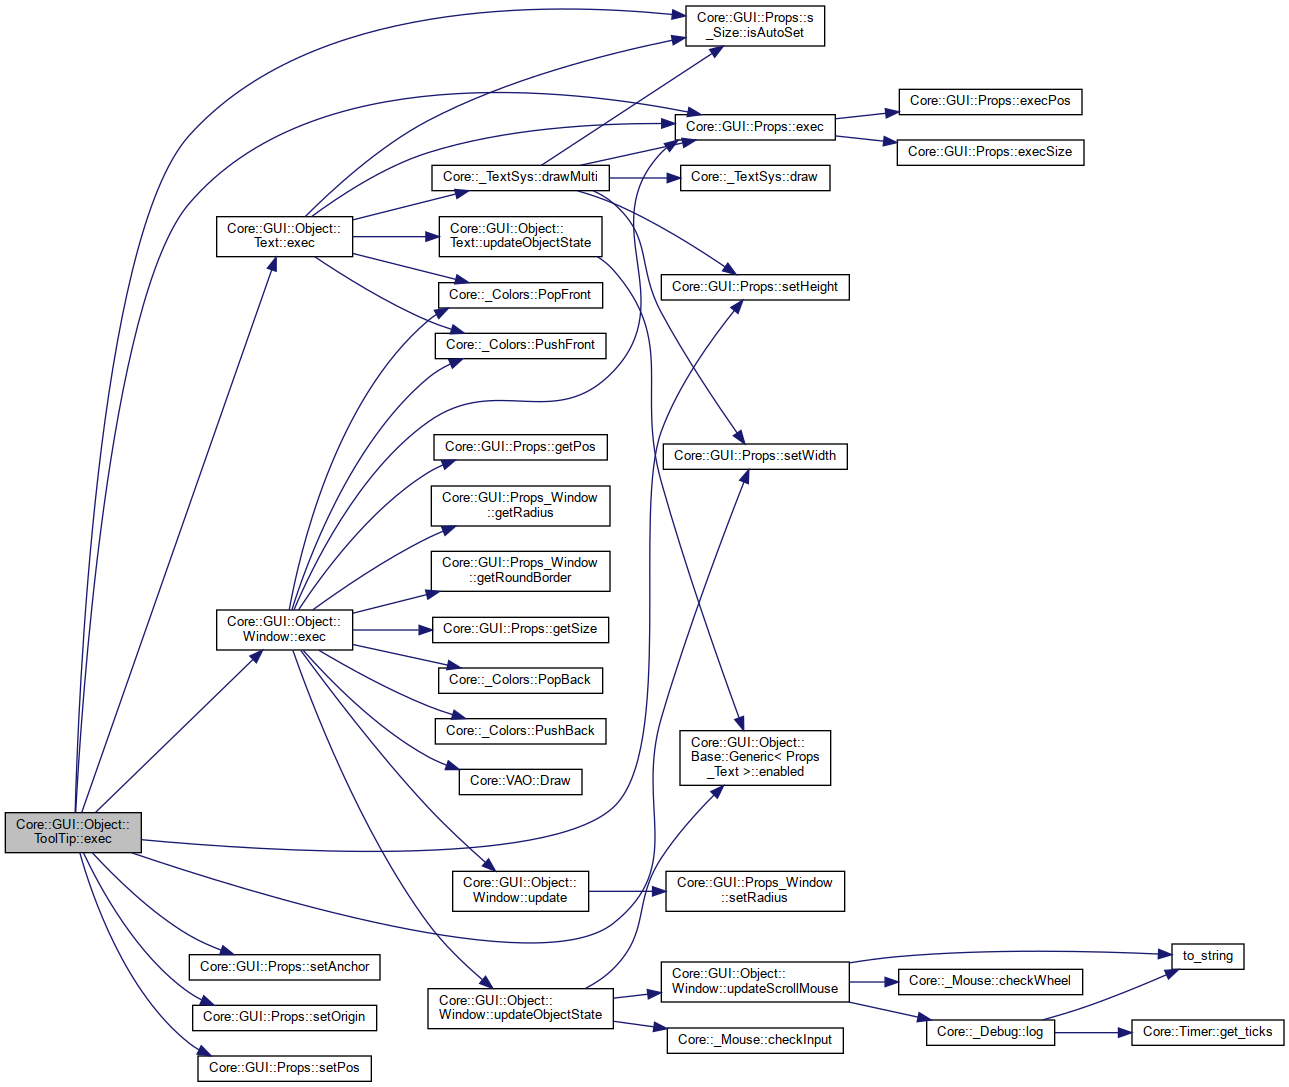 Core::GUI::Props::s
_Size::isAutoSet
Core::GUI::Props::execPos
Core::GUI::Props::exec
Core::GUI::Props::execSize
Core::_TextSys::drawMulti
Core::_TextSys::draw
Core::GUI::Object::
Text::exec
Core::GUI::Object::
Text::updateObjectState
Core::_Colors::PopFront
Core::GUI::Props::setHeight
Core::_Colors::PushFront
Core::GUI::Props::getPos
Core::GUI::Props::setWidth
Core::GUI::Props_Window
::getRadius
Core::GUI::Props_Window
::getRoundBorder
Core::GUI::Object::
Window::exec
Core::GUI::Props::getSize
Core::_Colors::PopBack
Core::_Colors::PushBack
Core::GUI::Object::
Base::Generic< Props
_Text >::enabled
Core::VAO::Draw
Core::GUI::Object::
ToolTip::exec
Core::GUI::Object::
Window::update
Core::GUI::Props_Window
::setRadius
Core::GUI::Props::setAnchor
Core::GUI::Props::setOrigin
Core::GUI::Props::setPos
Core::GUI::Object::
Window::updateObjectState
Core::GUI::Object::
Window::updateScrollMouse
Core::_Mouse::checkInput
to_string
Core::_Mouse::checkWheel
Core::_Debug::log
Core::Timer::get_ticks